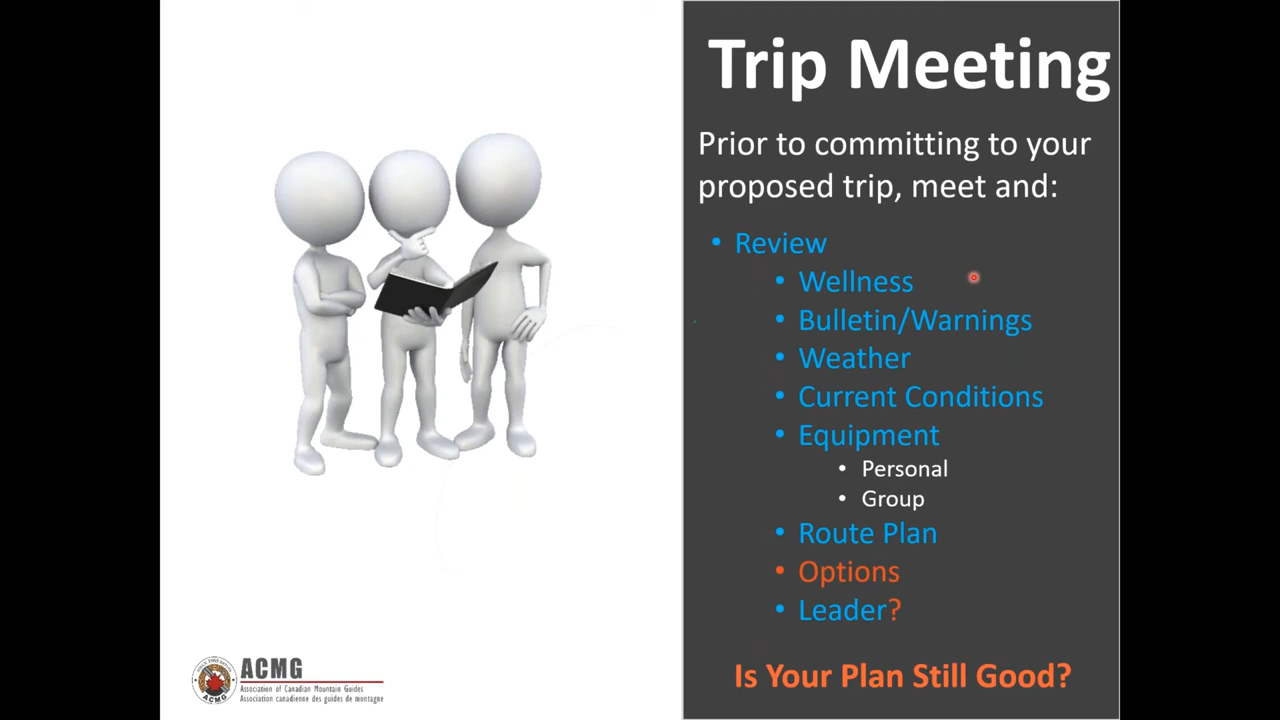 Trip Meeting
Prior to committing to your
proposed trip, meet and:
• Review
• Wellness
• Bulletin/Warnings
• Weather
• Current Conditions
• Equipment
• Personal
• Group
• Route Plan
• Options
• Leader?
Is Your Plan Still Good?
ACMG
Association of Canadian Mountain Guides
Association canadienne des guides de montagne
ACMG